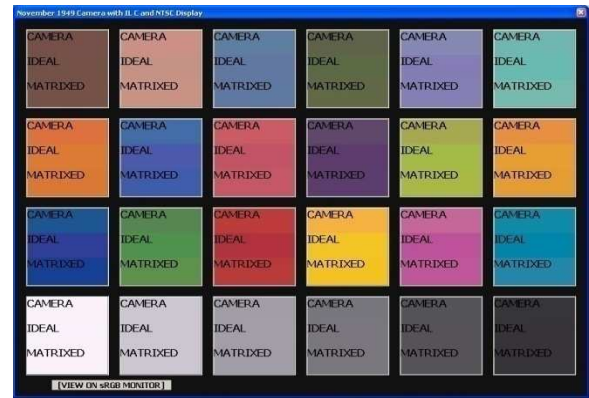 November 1949 Camera with ILL C and NTSC Display
CAMERA CAMERA CAMERA CAMERA CAMERA CAMERA
IDEAL IDEAL IDEAL IDEAL IDEAL IDEAL
MATRIXED MATRIXED MATRIXED MATRIXED MATRIXED MATRIXED
CAMERA CAMERA CAMERA CAMERA CAMERA CAMERA
IDEAL IDEAL IDEAL IDEAL IDEAL IDEAL
MATRIXED MATRIXED MATRIXED MATRIXED MATRIXED MATRIXED
CAMERA CAMERA CAMERA CAMERA CAMERA CAMERA
IDEAL IDEAL IDEAL IDEAL IDEAL IDEAL
MATRIXED MATRIXED MATRIXED MATRIXED MATRIXED MATRIXED
CAMERA CAMERA CAMERA CAMERA CAMERA CAMERA
IDEAL IDEAL IDEAL IDEAL IDEAL IDEAL
MATRIXED MATRIXED MATRIXED MATRIXED MATRIXED MATRIXED
[VIEW ON sRGB MONITOR]